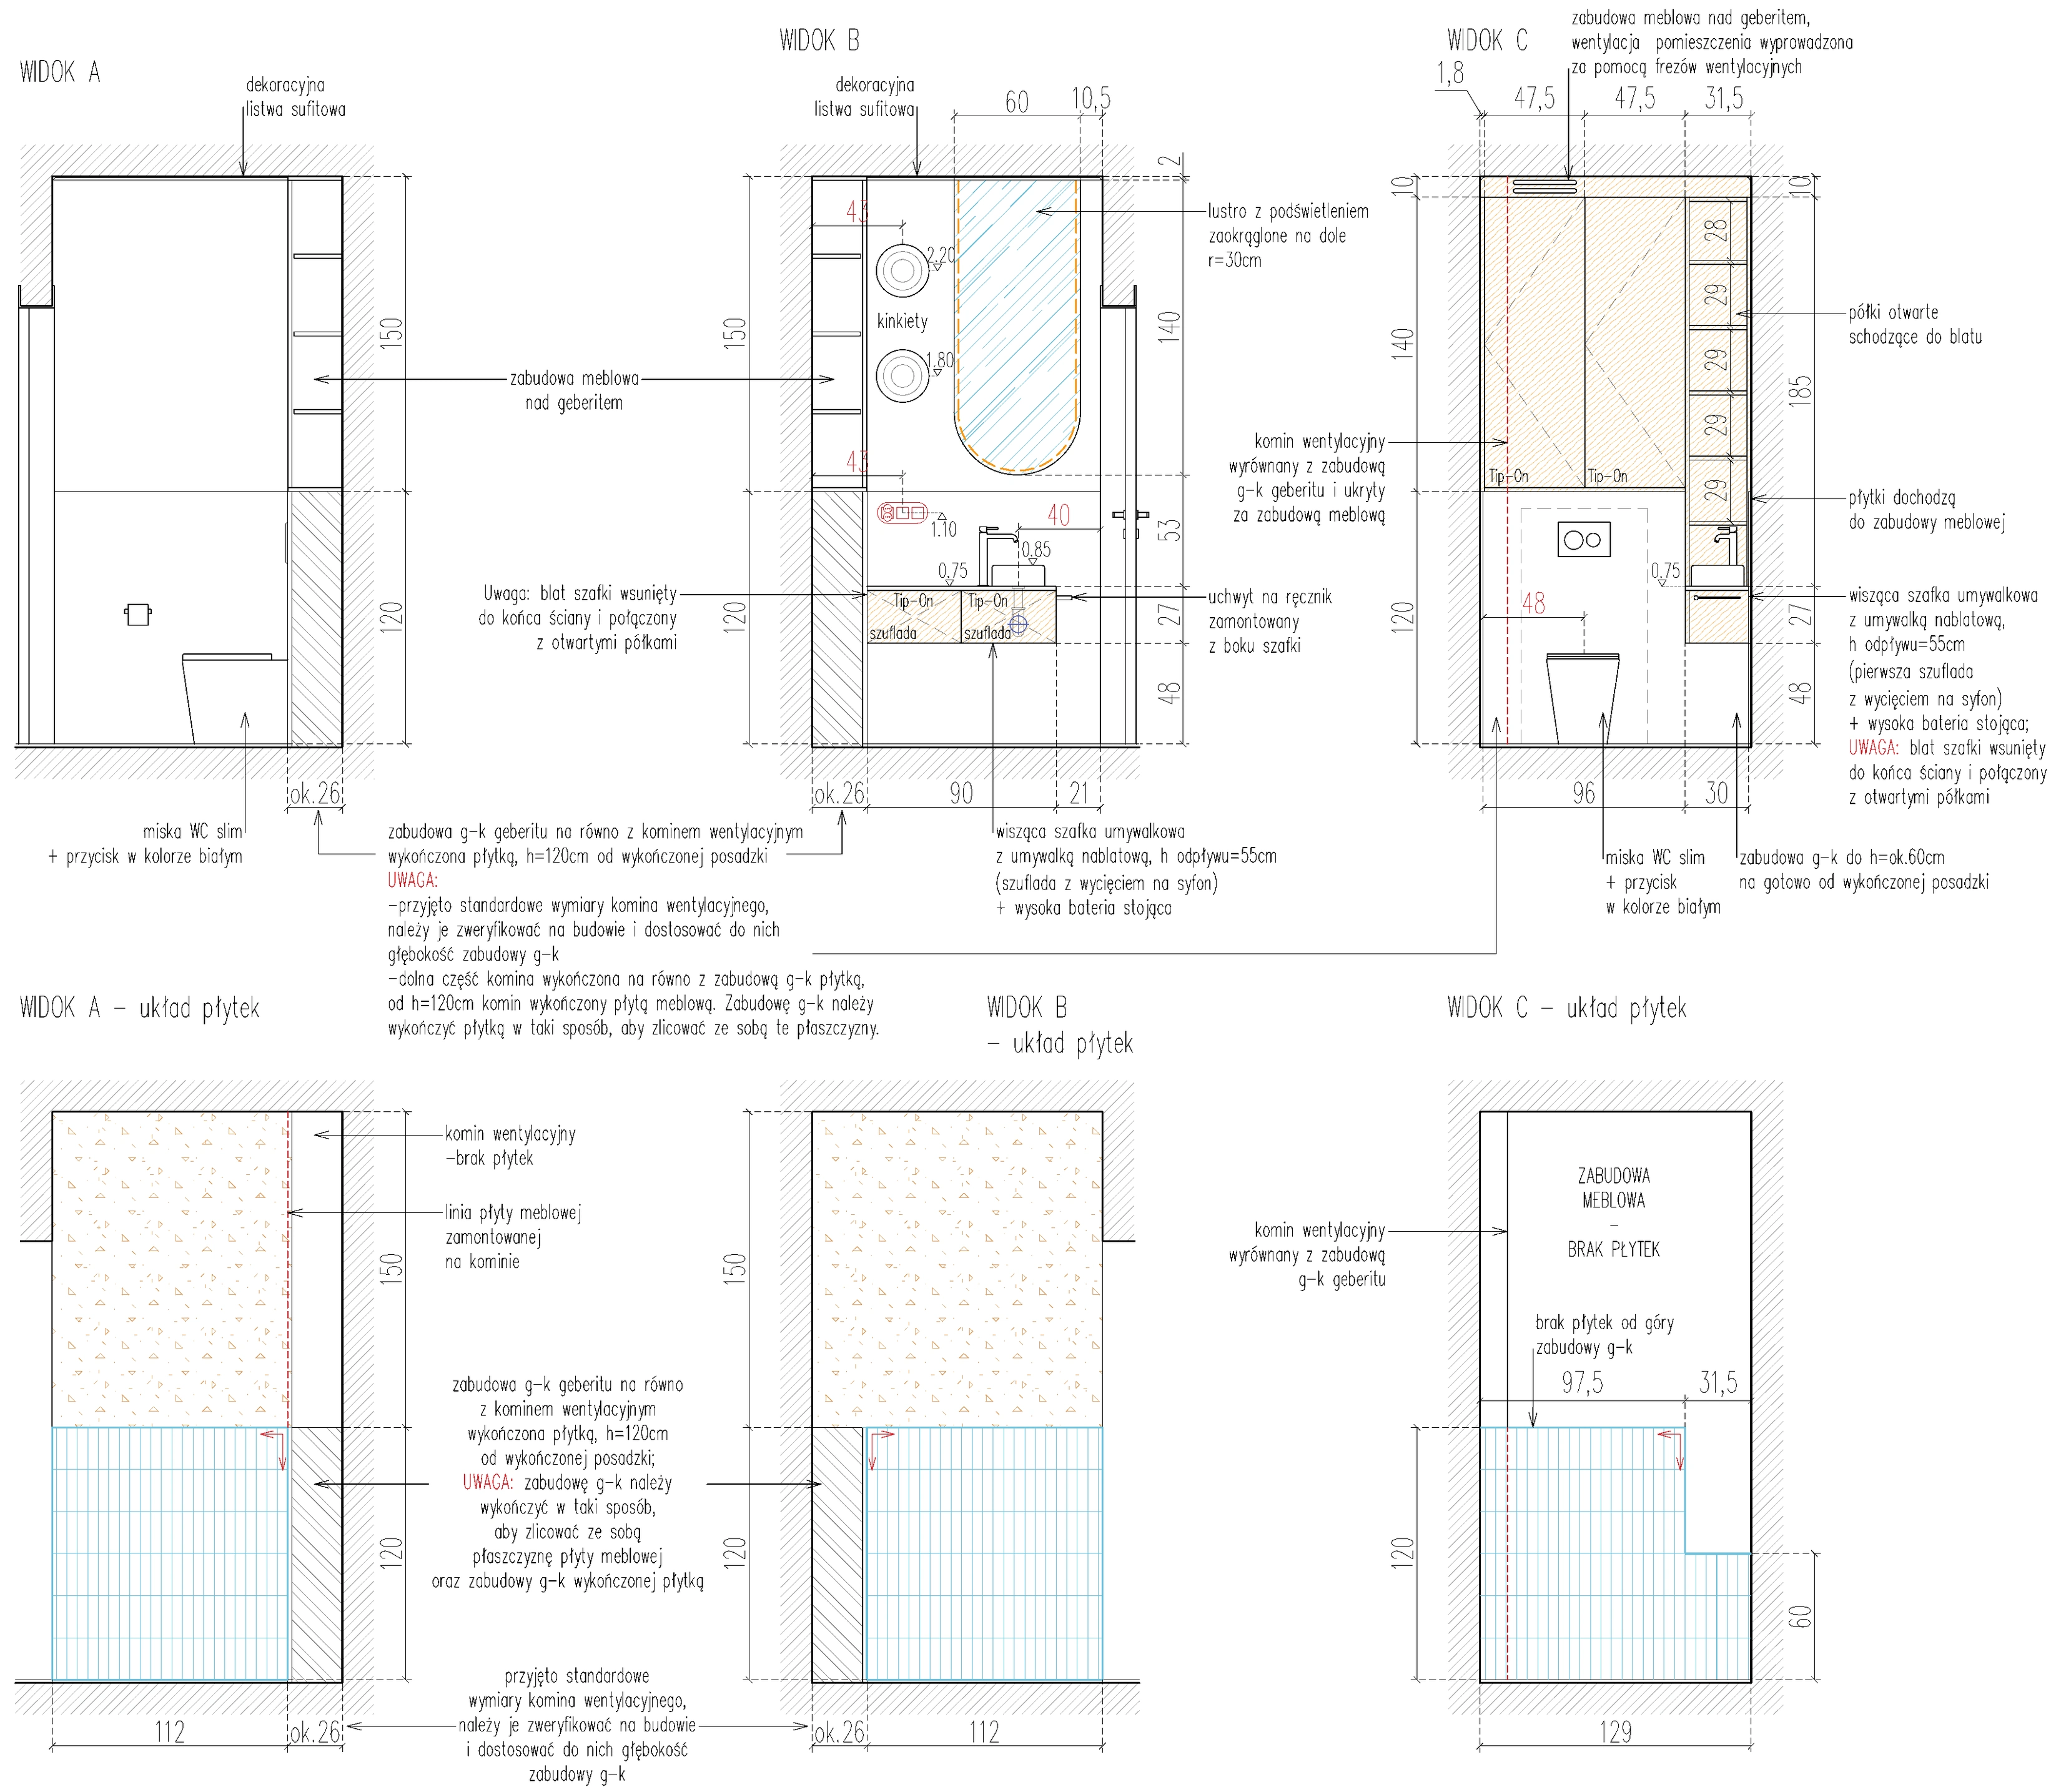 WIDOK A
dekoracyjna
listwa sufitowa
150
120
ok.26
miska WC slim
+ przycisk w kolorze białym
zabudowa meblowa
nad geberitem
WIDOK B
dekoracyjna
listwa sufitowa
60
10,5
2
43
2.20
kinkiety
1.80
150
140
lustro z podświetleniem
zaokrąglone na dole
r=30cm
43
1.10
40
53
0.85
0.75
Tip-On
Tip-On
szuflada
szuflada
120
27
48
Uwaga: blat szafki wsunięty
do końca ściany i połączony
z otwartymi półkami
uchwyt na ręcznik
zamontowany
z boku szafki
ok.26
90
21
wisząca szafka umywalkowa
z umywalką nablatową, h odpływu=55cm
(szuflada z wycięciem na syfon)
+ wysoka bateria stojąca
zabudowa g-k geberitu na równo z kominem wentylacyjnym
wykończona płytką, h=120cm od wykończonej posadzki
UWAGA:
-przyjęto standardowe wymiary komina wentylacyjnego,
należy je zweryfikować na budowie i dostosować do nich
głębokość zabudowy g-k
-dolna część komina wykończona na równo z zabudową g-k płytką,
od h=120cm komin wykończony płytą meblową. Zabudowę g-k należy
wykończyć płytką w taki sposób, aby zlicować ze sobą te płaszczyzny.
WIDOK C
zabudowa meblowa nad geberitem,
wentylacja pomieszczenia wyprowadzona
za pomocą frezów wentylacyjnych
1,8
47,5
47,5
31,5
10
10
28
29
29
29
29
140
185
półki otwarte
schodzące do blatu
komin wentylacyjny
wyrównany z zabudową
g-k geberitu i ukryty
za zabudową meblową
Tip-On
Tip-On
płytki dochodzą
do zabudowy meblowej
0.75
48
120
27
48
wisząca szafka umywalkowa
z umywalką nablatową,
h odpływu=55cm
(pierwsza szuflada
z wycięciem na syfon)
+ wysoka bateria stojąca;
UWAGA: blat szafki wsunięty
do końca ściany i połączony
z otwartymi półkami
96
30
miska WC slim
+ przycisk
w kolorze białym
zabudowa g-k do h=ok.60cm
na gotowo od wykończonej posadzki
WIDOK A - układ płytek
komin wentylacyjny
-brak płytek
linia płyty meblowej
zamontowanej
na kominie
150
120
112
ok.26
zabudowa g-k geberitu na równo
z kominem wentylacyjnym
wykończona płytką, h=120cm
od wykończonej posadzki;
UWAGA: zabudowę g-k należy
wykończyć w taki sposób,
aby zlicować ze sobą
płaszczyznę płyty meblowej
oraz zabudowy g-k wykończonej płytką
przyjęto standardowe
wymiary komina wentylacyjnego,
należy je zweryfikować na budowie
i dostosować do nich głębokość
zabudowy g-k
WIDOK B
- układ płytek
150
120
ok.26
112
WIDOK C - układ płytek
ZABUDOWA
MEBLOWA
-
BRAK PŁYTEK
komin wentylacyjny
wyrównany z zabudową
g-k geberitu
brak płytek od góry
zabudowy g-k
97,5
31,5
120
60
129